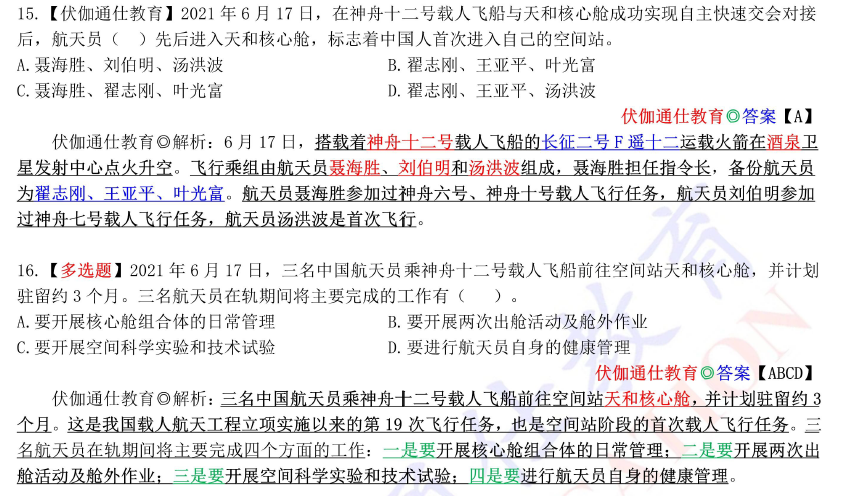 15.【伏伽通仕教育】2021 年 6 月 17 日，在神舟十二号载人飞船与天和核心舱成功实现自主快速交会对接
后，航天员（　）先后进入天和核心舱，标志着中国人首次进入自己的空间站。
A.聂海胜、刘伯明、汤洪波 B.翟志刚、王亚平、叶光富
C.聂海胜、翟志刚、叶光富 D.翟志刚、王亚平、汤洪波
伏伽通仕教育◎答案【A】
伏伽通仕教育◎解析：6 月 17 日，搭载着神舟十二号载人飞船的长征二号 F 遥十二运载火箭在酒泉卫
星发射中心点火升空。飞行乘组由航天员聂海胜、刘伯明和汤洪波组成，聂海胜担任指令长，备份航天员
为翟志刚、王亚平、叶光富。航天员聂海胜参加过神舟六号、神舟十号载人飞行任务，航天员刘伯明参加
过神舟七号载人飞行任务，航天员汤洪波是首次飞行。
16.【多选题】2021 年 6 月 17 日，三名中国航天员乘神舟十二号载人飞船前往空间站天和核心舱，并计划
驻留约 3 个月。三名航天员在轨期间将主要完成的工作有（　）。
A.要开展核心舱组合体的日常管理 B.要开展两次出舱活动及舱外作业
C.要开展空间科学实验和技术试验 D.要进行航天员自身的健康管理
伏伽通仕教育◎答案【ABCD】
伏伽通仕教育◎解析：三名中国航天员乘神舟十二号载人飞船前往空间站天和核心舱，并计划驻留约 3
个月。这是我国载人航天工程立项实施以来的第 19 次飞行任务，也是空间站阶段的首次载人飞行任务。三
名航天员在轨期间将主要完成四个方面的工作：一是要开展核心舱组合体的日常管理；二是要开展两次出
舱活动及舱外作业；三是要开展空间科学实验和技术试验；四是要进行航天员自身的健康管理。